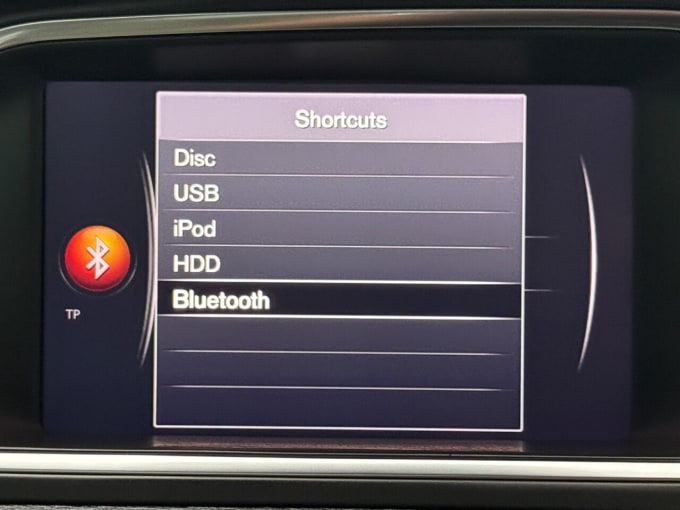 Shortcuts
Disc
USB
iPod
HDD
Bluetooth
TP